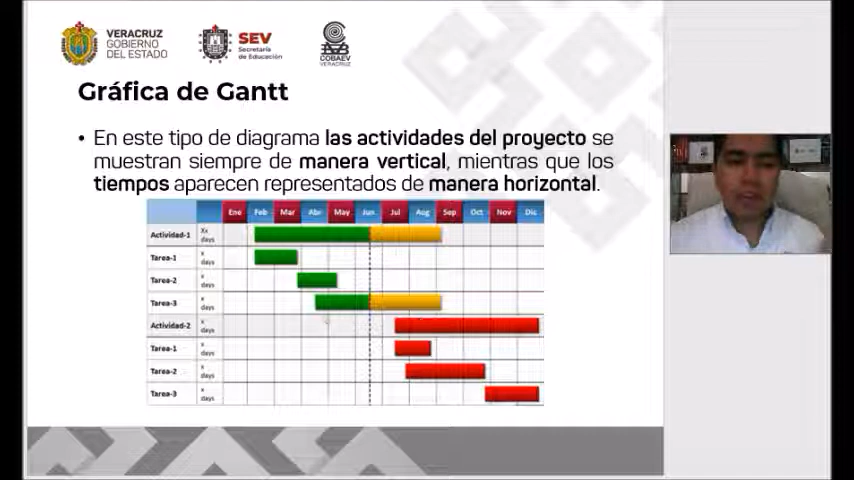 VERACRUZ
GOBIERNO
DEL ESTADO
SEV
Secretaría
de Educación
COBAEV
VERACRUZ
Gráfica de Gantt
• En este tipo de diagrama las actividades del proyecto se
muestran siempre de manera vertical, mientras que los
tiempos aparecen representados de manera horizontal.
Ene Feb Mar Abr May Jun Jul Aug Sep Oct Nov Dic
Actividad-1 Xx days
Tarea-1 x days
Tarea-2 x days
Tarea-3 x days
Actividad-2 x days
Tarea-1 x days
Tarea-2 x days
Tarea-3 x days